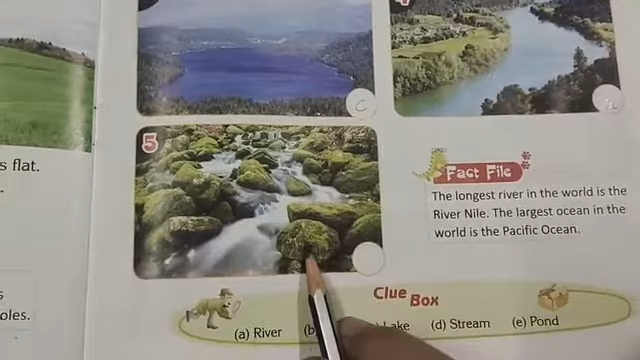 4
C
a
5
s flat.
Fact File
The longest river in the world is the
River Nile. The largest ocean in the
world is the Pacific Ocean.
s
oles.
Clue Box
(a) River (b) Lake (d) Stream (e) Pond